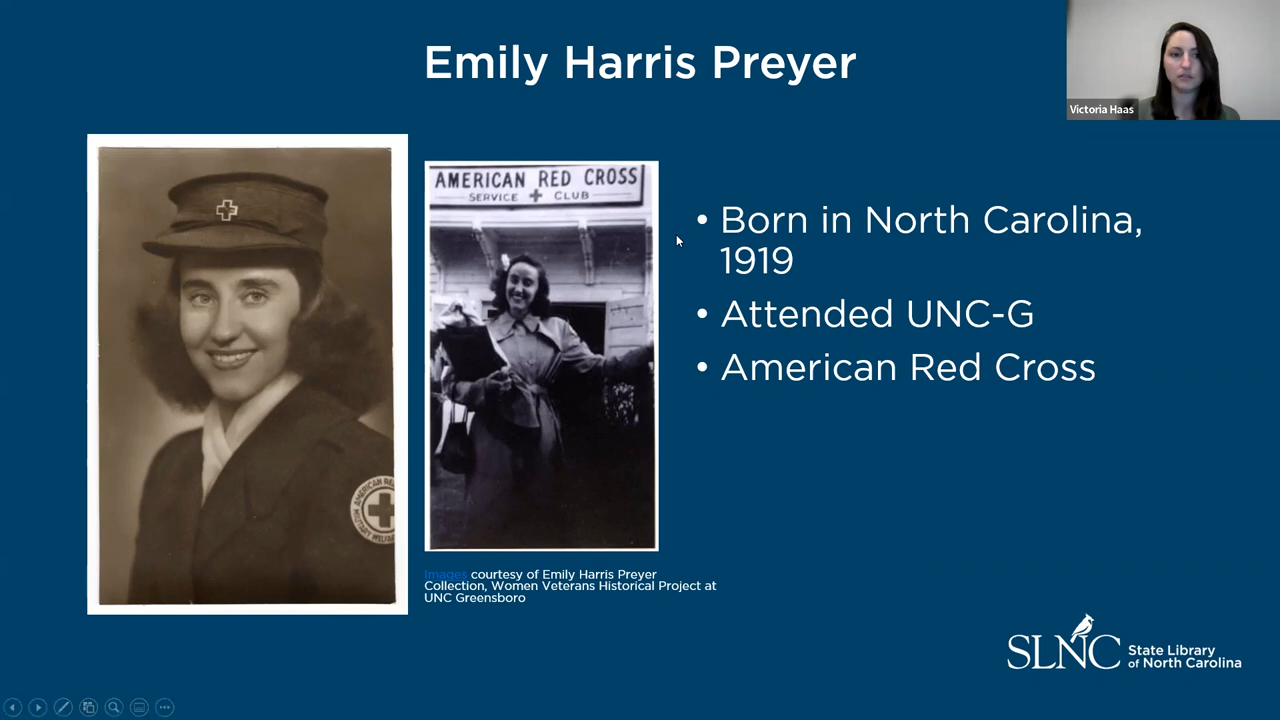 Emily Harris Preyer
Victoria Haas
AMERICAN RED CROSS
SERVICE CLUB
• Born in North Carolina,
1919
• Attended UNC-G
• American Red Cross
Images courtesy of Emily Harris Preyer
Collection, Women Veterans Historical Project at
UNC Greensboro
SLNC
State Library
of North Carolina